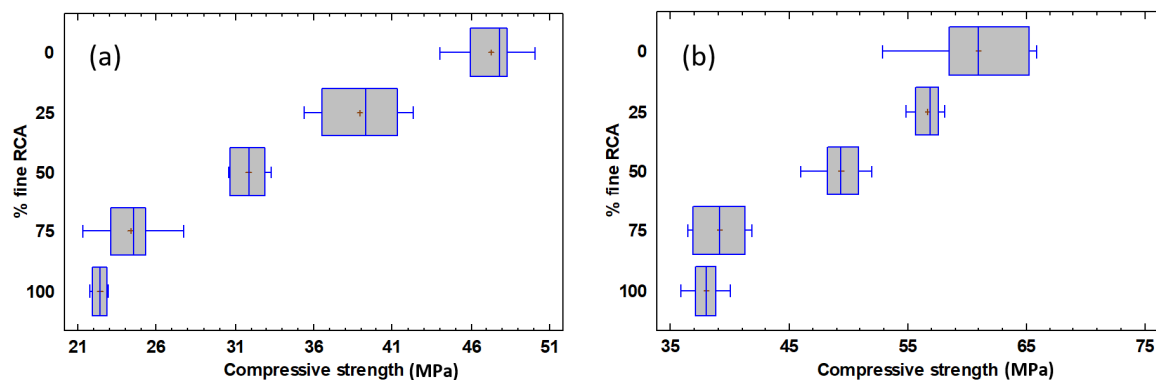 (a)
% fine RCA
0
25
50
75
100
21 26 31 36 41 46 51
Compressive strength (MPa)
(b)
% fine RCA
0
25
50
75
100
35 45 55 65 75
Compressive strength (MPa)